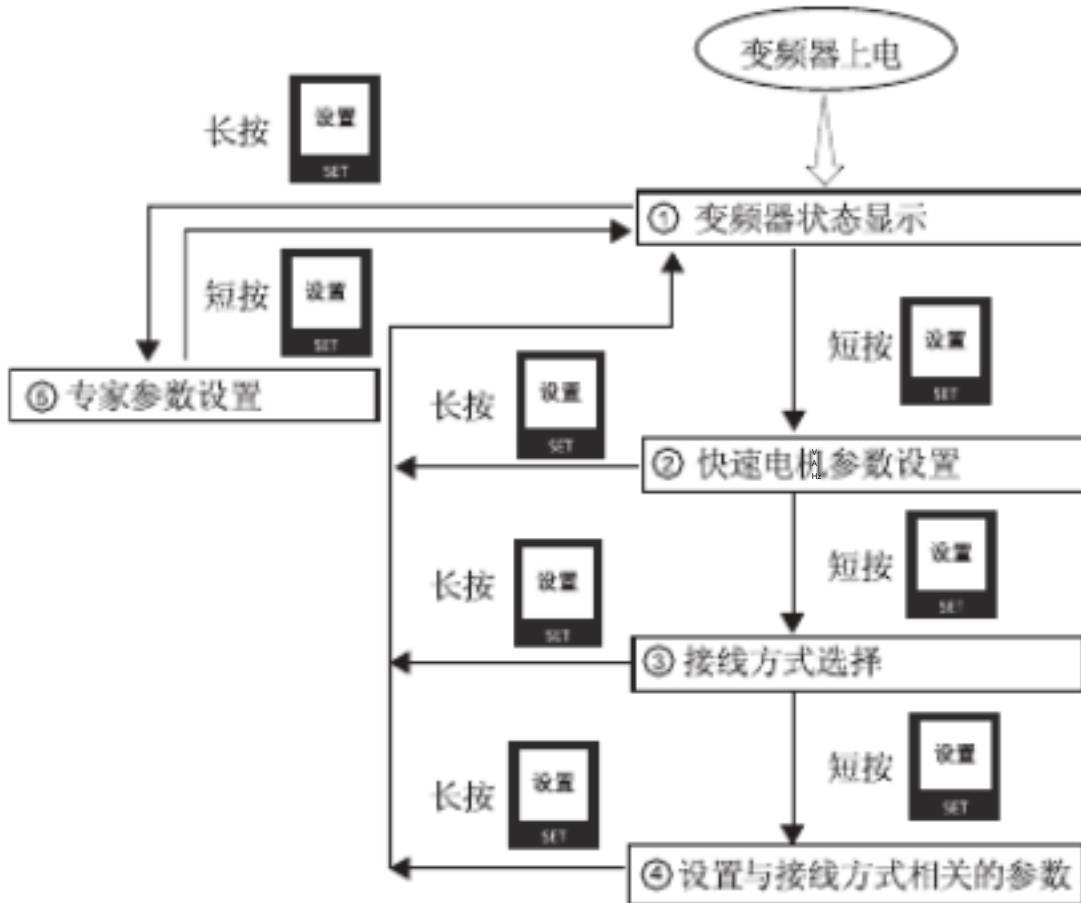 变频器上电
长按
设置
SET
① 变频器状态显示
短按
设置
SET
短按
设置
SET
⑤ 专家参数设置
长按
设置
SET
② 快速电机参数设置
V
A
Hz
短按
设置
SET
长按
设置
SET
③ 接线方式选择
短按
设置
SET
长按
设置
SET
④ 设置与接线方式相关的参数